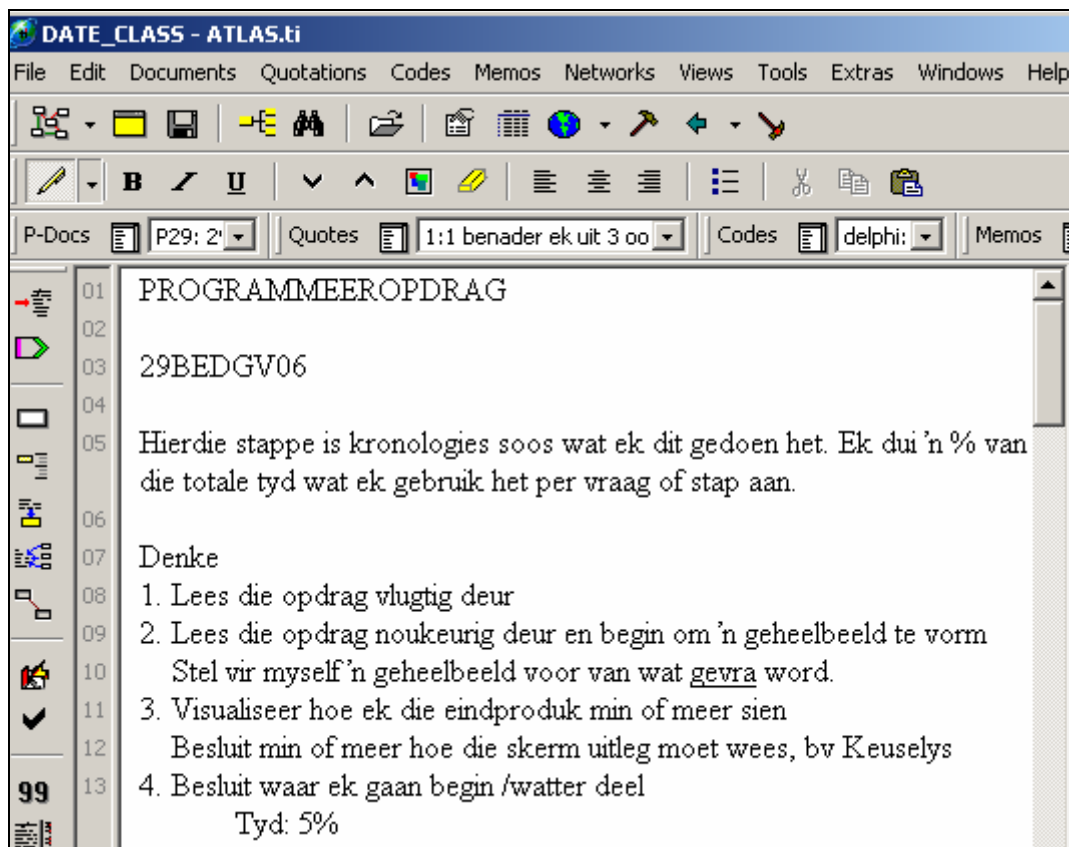 DATE_CLASS - ATLAS.ti
File Edit Documents Quotations Codes Memos Networks Views Tools Extras Windows Help
B I U
P-Docs P29: 2 Quotes 1:1 benader ek uit 3 oo Codes delphi: Memos
01 PROGRAMMEEROPDRAG
02
03 29BEDGV06
04
05 Hierdie stappe is kronologies soos wat ek dit gedoen het. Ek dui 'n % van
die totale tyd wat ek gebruik het per vraag of stap aan.
06
07 Denke
08 1. Lees die opdrag vlugtig deur
09 2. Lees die opdrag noukeurig deur en begin om 'n geheelbeeld te vorm
10 Stel vir myself 'n geheelbeeld voor van wat gevra word.
11 3. Visualiseer hoe ek die eindproduk min of meer sien
12 Besluit min of meer hoe die skerm uitleg moet wees, bv Keuselys
13 4. Besluit waar ek gaan begin /watter deel
99
Tyd: 5%